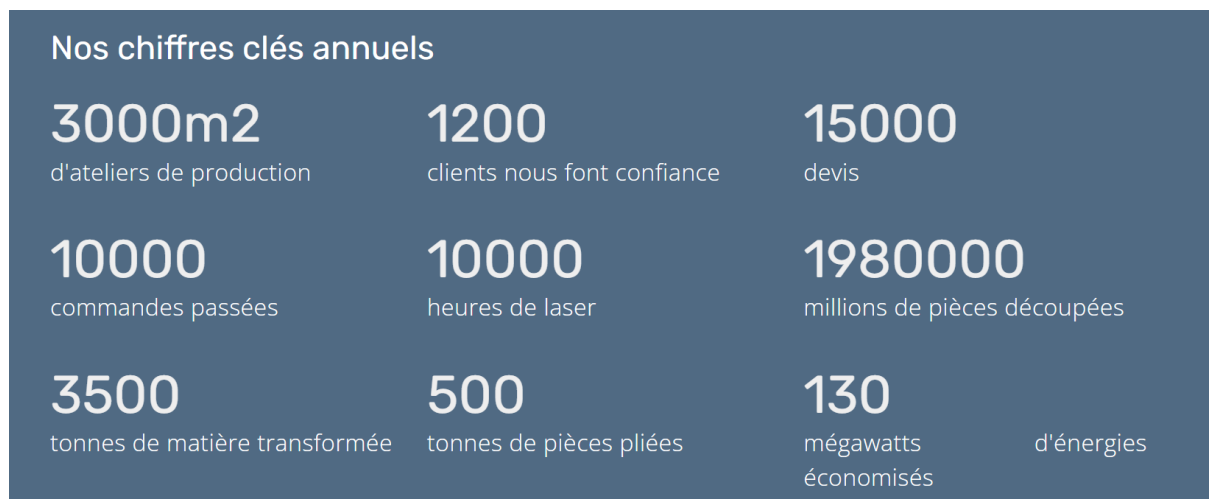 Nos chiffres clés annuels
3000m2
d'ateliers de production
1200
clients nous font confiance
15000
devis
10000
commandes passées
10000
heures de laser
1980000
millions de pièces découpées
3500
tonnes de matière transformée
500
tonnes de pièces pliées
130
mégawatts d'énergies
économisés